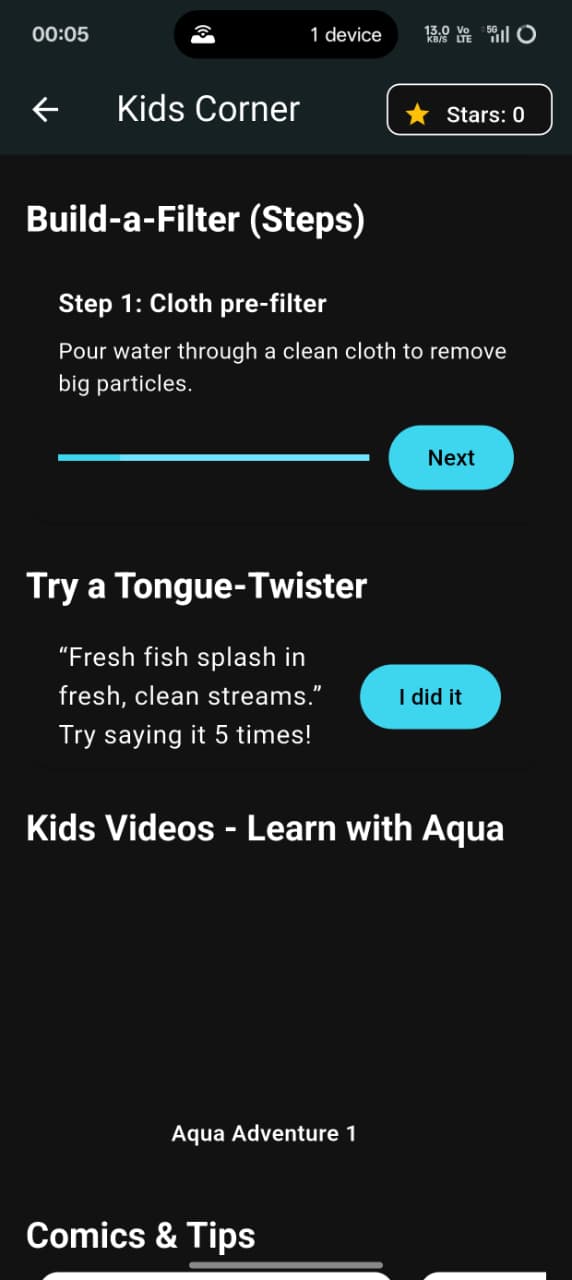 00:05
1 device
13.0 KB/S Vo LTE 5G
Kids Corner
Stars: 0
Build-a-Filter (Steps)
Step 1: Cloth pre-filter
Pour water through a clean cloth to remove
big particles.
Next
Try a Tongue-Twister
“Fresh fish splash in
fresh, clean streams.”
Try saying it 5 times!
I did it
Kids Videos - Learn with Aqua
Aqua Adventure 1
Comics & Tips